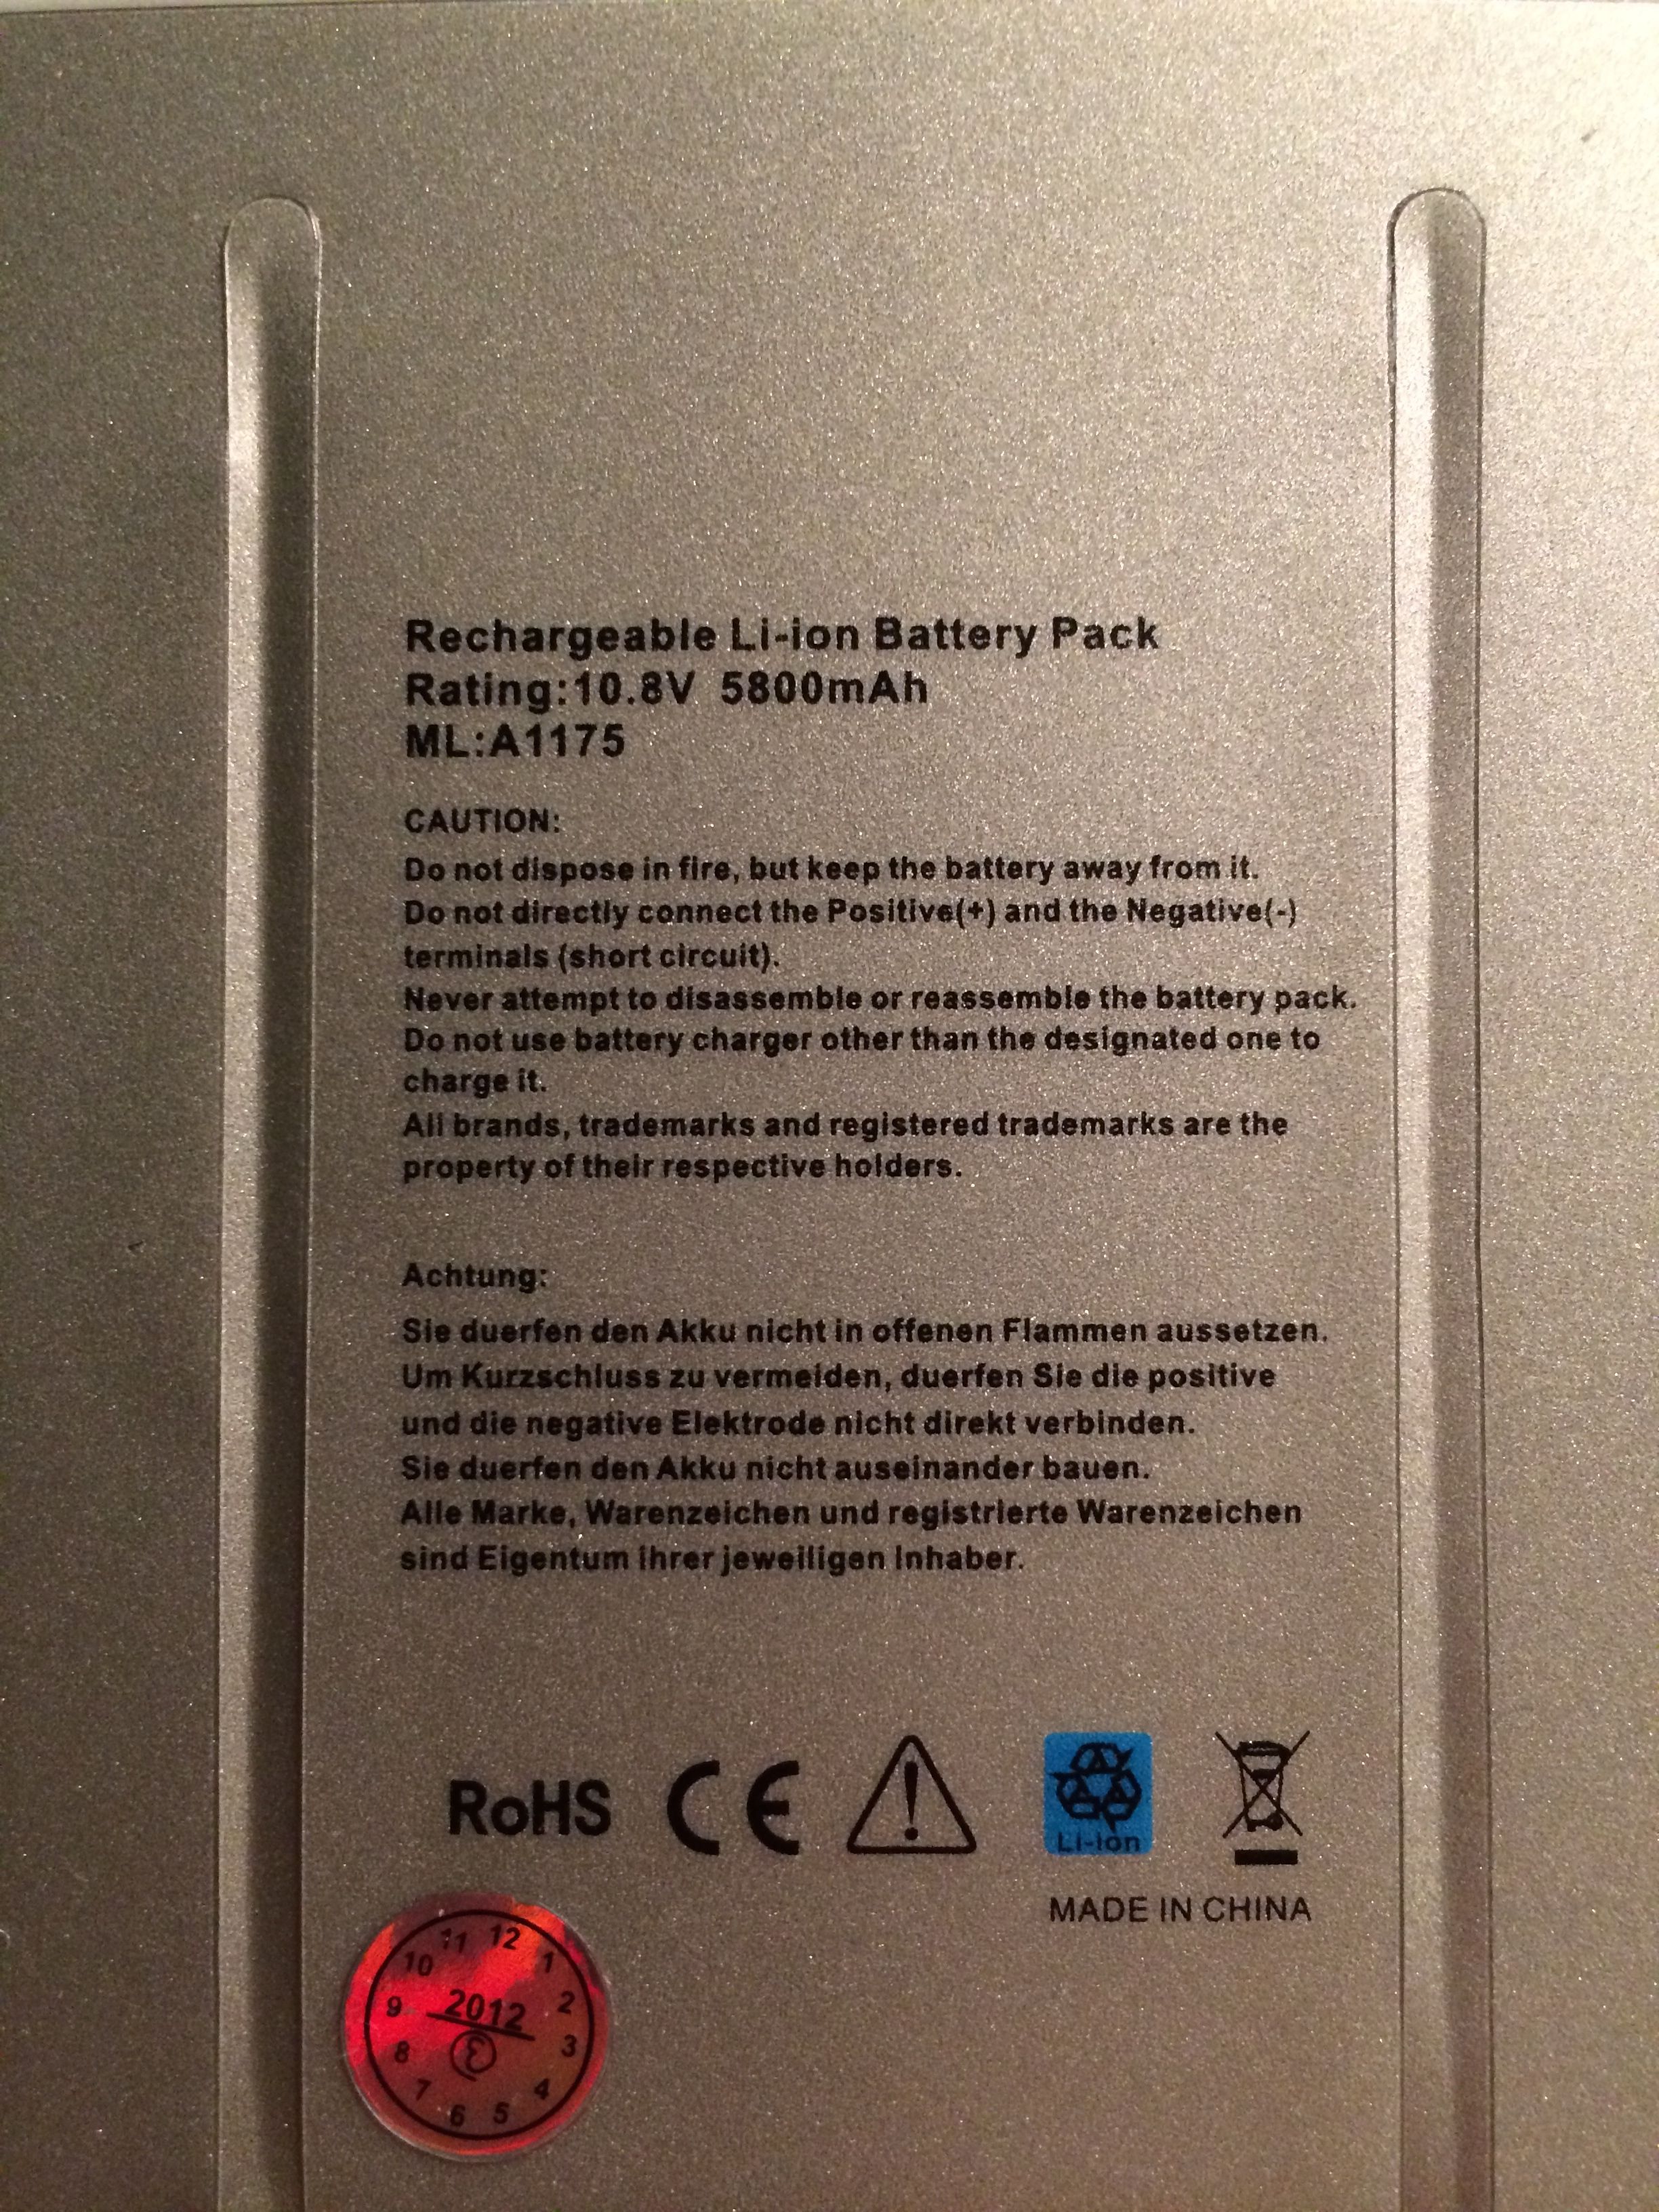 Rechargeable Li-ion Battery Pack
Rating:10.8V 5800mAh
ML:A1175
CAUTION:
Do not dispose in fire, but keep the battery away from it.
Do not directly connect the Positive(+) and the Negative(-)
terminals (short circuit).
Never attempt to disassemble or reassemble the battery pack.
Do not use battery charger other than the designated one to
charge it.
All brands, trademarks and registered trademarks are the
property of their respective holders.
Achtung:
Sie duerfen den Akku nicht in offenen Flammen aussetzen.
Um Kurzschluss zu vermeiden, duerfen Sie die positive
und die negative Elektrode nicht direkt verbinden.
Sie duerfen den Akku nicht auseinander bauen.
Alle Marke, Warenzeichen und registrierte Warenzeichen
sind Eigentum ihrer jeweiligen Inhaber.
RoHS CE
Li-ion
MADE IN CHINA
12 1 2 3 4 5 6 7 8 9 10 11
2012